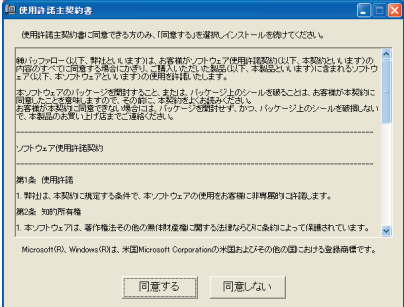 使用許諾主契約書
使用許諾主契約書に同意できる方のみ、「同意する」を選択しインストールを続けてください。
㈱バッファロー(以下、弊社といいます)は、お客様がソフトウェア使用許諾契約(以下、本契約といいます)の
内容のすべてに同意する場合にかぎり、ご購入いただいた製品(以下、本製品といいます)に含まれるソフトウ
ェア(以下、本ソフトウェアといいます)の使用を許諾いたします。
本ソフトウェアのパッケージを開封すること、または、パッケージ上のシールを破ることは、お客様が本契約に
同意したことを意味しますので、その前に、本契約をよくお読みください。
お客様が本契約に同意できない場合には、パッケージを開封せず、かつ、パッケージ上のシールを破損しない
で、本製品のお買い上げ店までご連絡ください。
ソフトウェア使用許諾契約
第1条 使用許諾
1. 弊社は、本契約に規定する条件で、本ソフトウェアの使用をお客様に非専属的に許諾します。
第2条 知的所有権
1. 本ソフトウェアは、著作権法その他の無体財産権に関する法律ならびに条約によって保護されています。
Microsoft(R)、Windows(R)は、米国Microsoft Corporationの米国およびその他の国における登録商標です。
同意する
同意しない